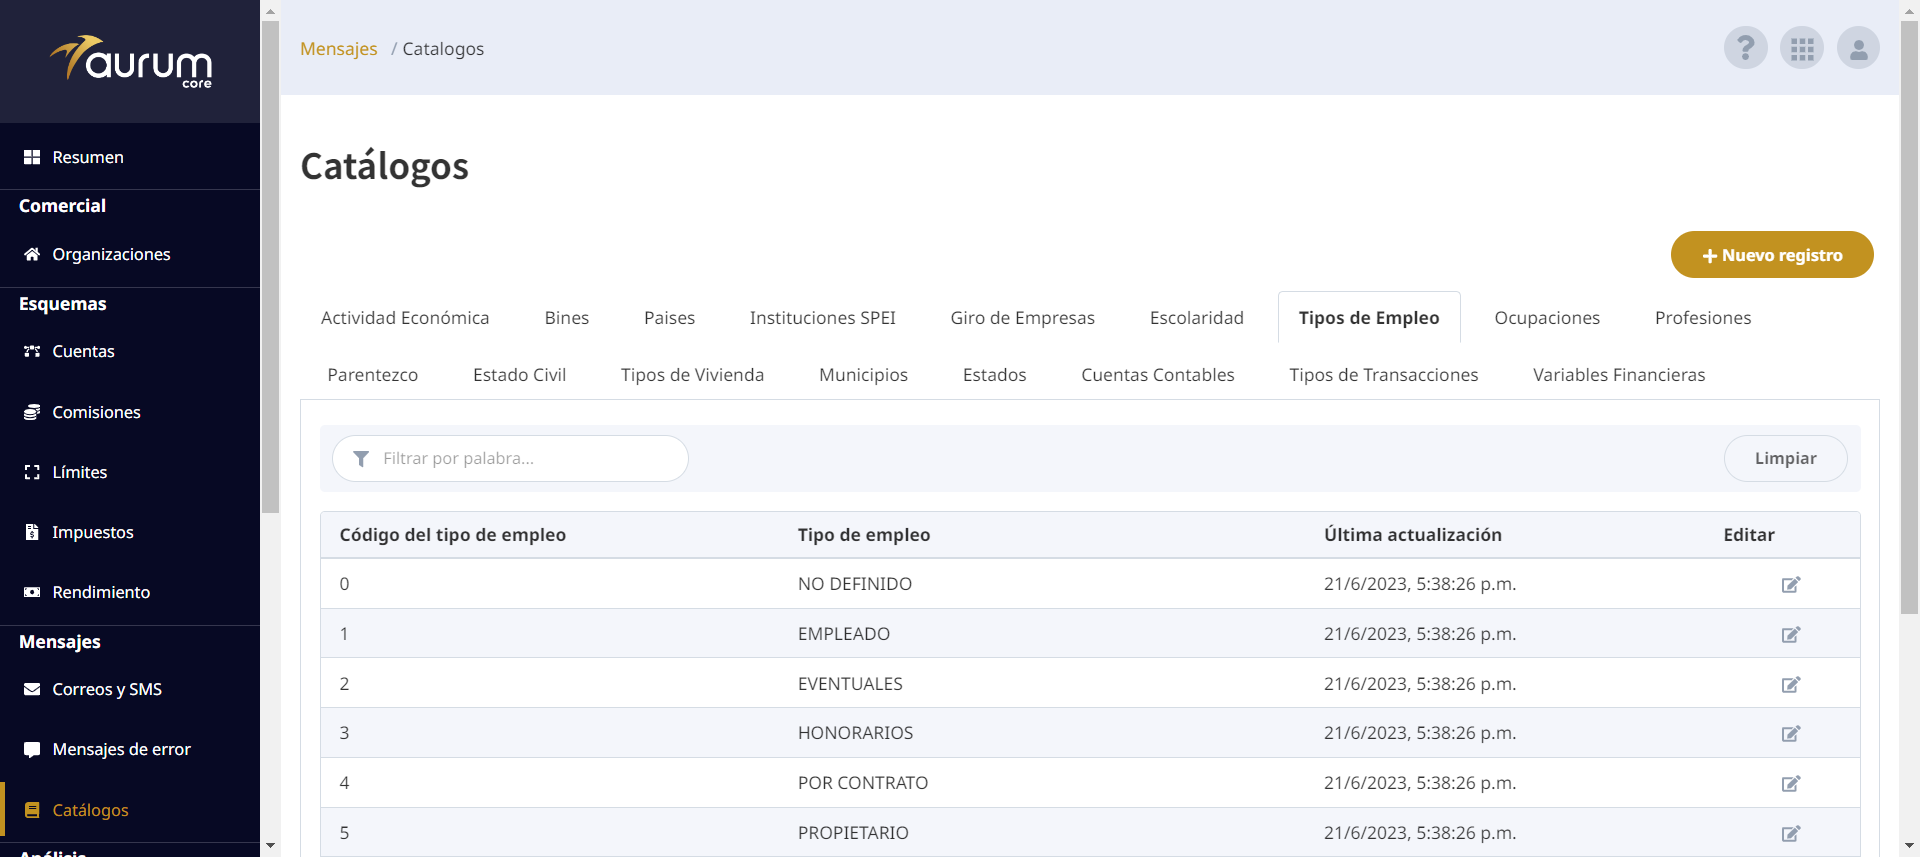 aurum
core
Mensajes / Catalogos
?
Resumen
Comercial
Organizaciones
Esquemas
Cuentas
Comisiones
Límites
Impuestos
Rendimiento
Mensajes
Correos y SMS
Mensajes de error
Catálogos
Análisis
Catálogos
+ Nuevo registro
Actividad Económica Bines Paises Instituciones SPEI Giro de Empresas Escolaridad Tipos de Empleo Ocupaciones Profesiones
Parentezco Estado Civil Tipos de Vivienda Municipios Estados Cuentas Contables Tipos de Transacciones Variables Financieras
Filtrar por palabra... Limpiar
Código del tipo de empleo Tipo de empleo Última actualización Editar
0 NO DEFINIDO 21/6/2023, 5:38:26 p.m.
1 EMPLEADO 21/6/2023, 5:38:26 p.m.
2 EVENTUALES 21/6/2023, 5:38:26 p.m.
3 HONORARIOS 21/6/2023, 5:38:26 p.m.
4 POR CONTRATO 21/6/2023, 5:38:26 p.m.
5 PROPIETARIO 21/6/2023, 5:38:26 p.m.